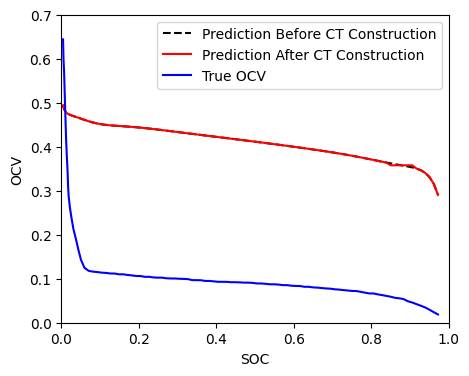 0.7
0.6
0.5
0.4
0.3
0.2
0.1
0.0
OCV
Prediction Before CT Construction
Prediction After CT Construction
True OCV
0.0 0.2 0.4 0.6 0.8 1.0
SOC